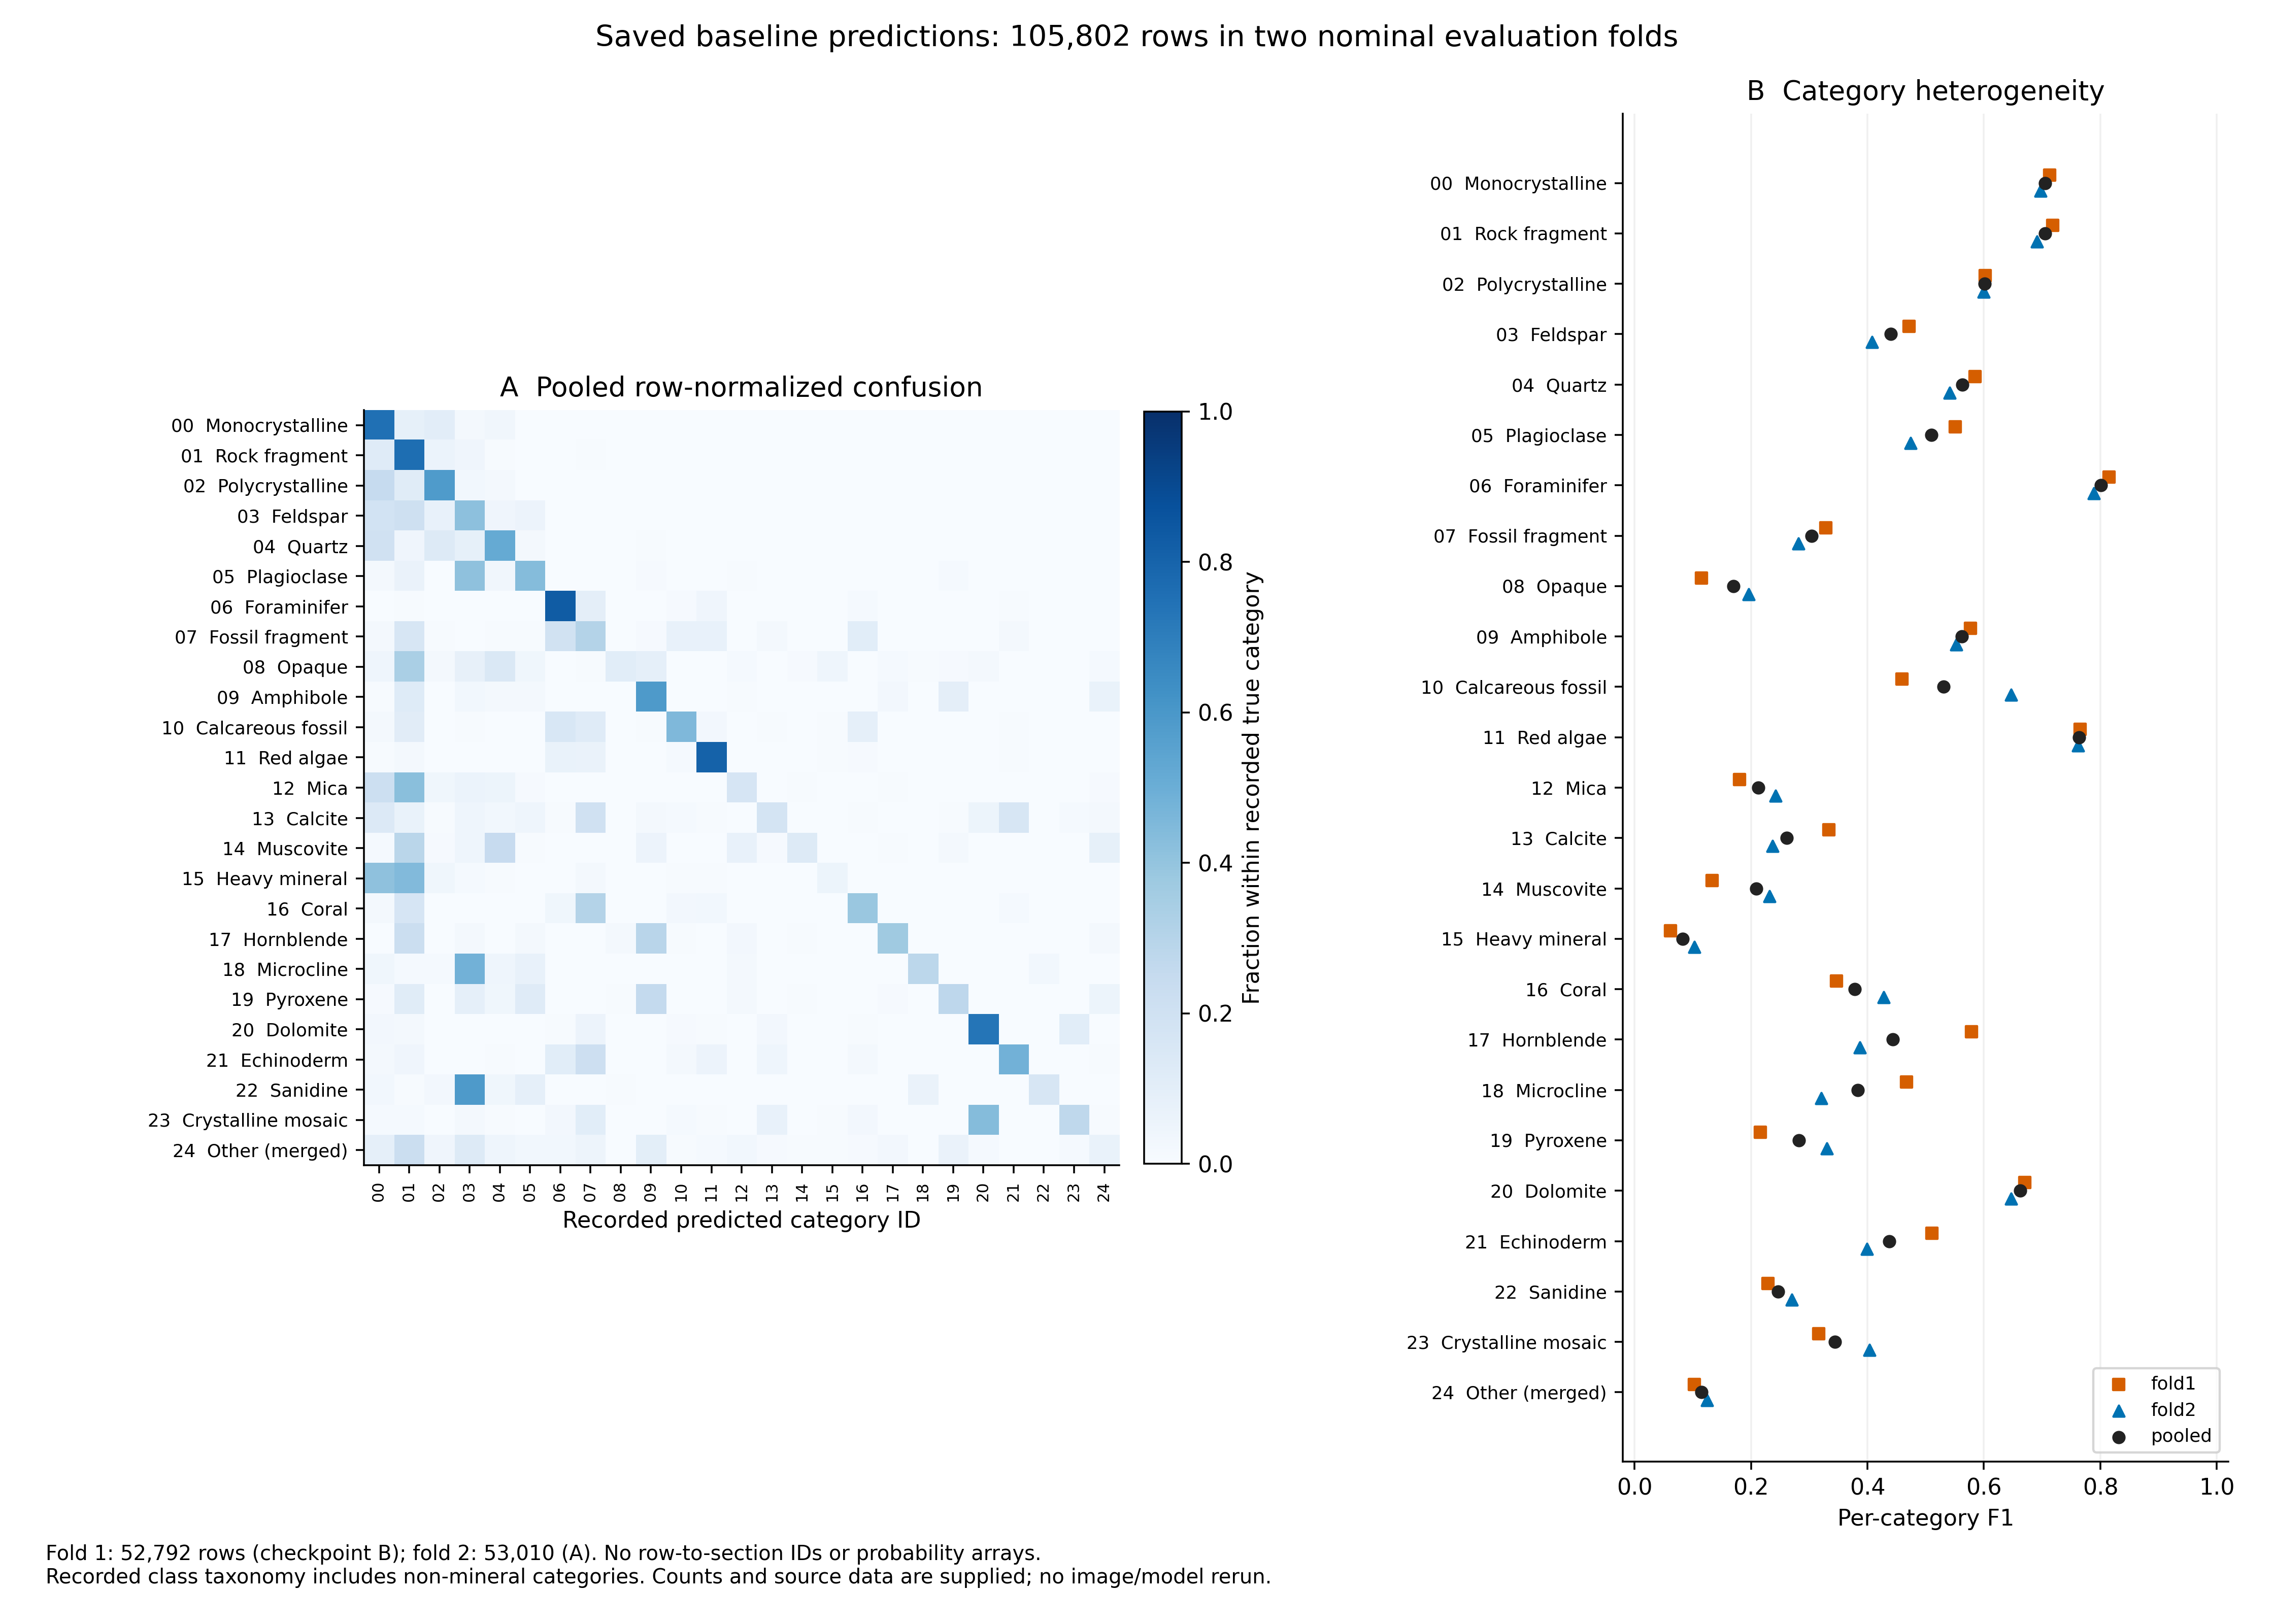 Saved baseline predictions: 105,802 rows in two nominal evaluation folds
A  Pooled row-normalized confusion
00  Monocrystalline
01  Rock fragment
02  Polycrystalline
03  Feldspar
04  Quartz
05  Plagioclase
06  Foraminifer
07  Fossil fragment
08  Opaque
09  Amphibole
10  Calcareous fossil
11  Red algae
12  Mica
13  Calcite
14  Muscovite
15  Heavy mineral
16  Coral
17  Hornblende
18  Microcline
19  Pyroxene
20  Dolomite
21  Echinoderm
22  Sanidine
23  Crystalline mosaic
24  Other (merged)
00 01 02 03 04 05 06 07 08 09 10 11 12 13 14 15 16 17 18 19 20 21 22 23 24
Recorded predicted category ID
1.0
0.8
0.6
0.4
0.2
0.0
Fraction within recorded true category
B  Category heterogeneity
00  Monocrystalline
01  Rock fragment
02  Polycrystalline
03  Feldspar
04  Quartz
05  Plagioclase
06  Foraminifer
07  Fossil fragment
08  Opaque
09  Amphibole
10  Calcareous fossil
11  Red algae
12  Mica
13  Calcite
14  Muscovite
15  Heavy mineral
16  Coral
17  Hornblende
18  Microcline
19  Pyroxene
20  Dolomite
21  Echinoderm
22  Sanidine
23  Crystalline mosaic
24  Other (merged)
fold1
fold2
pooled
0.0 0.2 0.4 0.6 0.8 1.0
Per-category F1
Fold 1: 52,792 rows (checkpoint B); fold 2: 53,010 (A). No row-to-section IDs or probability arrays.
Recorded class taxonomy includes non-mineral categories. Counts and source data are supplied; no image/model rerun.